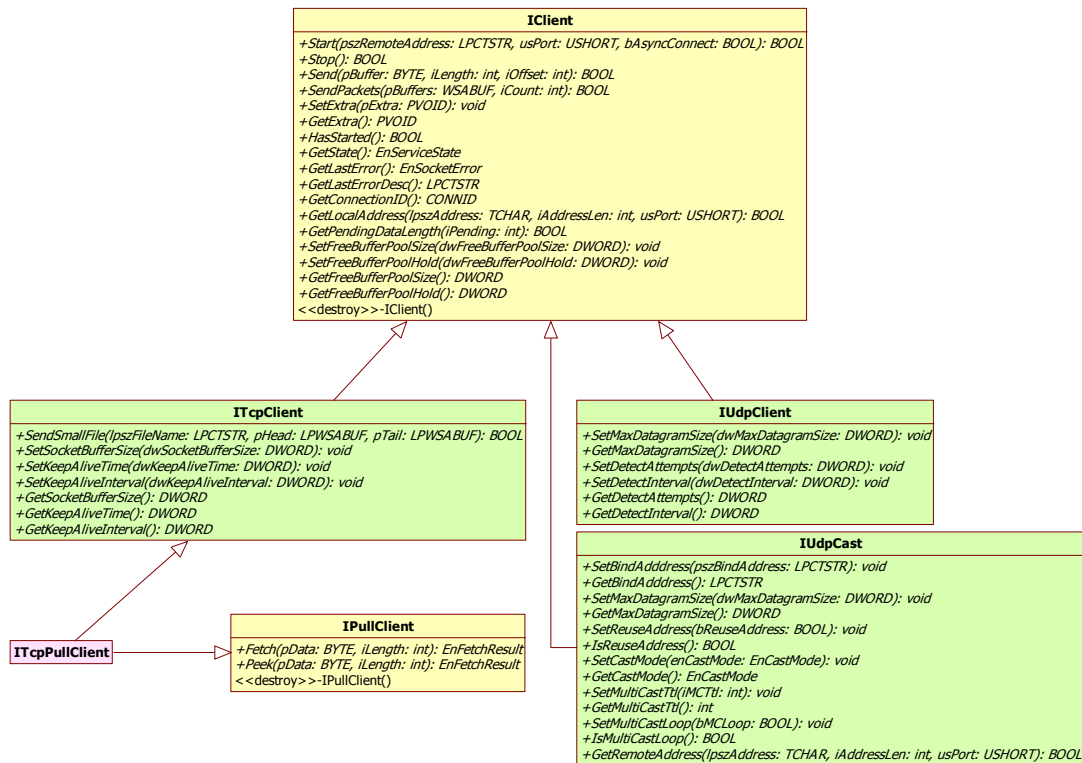 IClient
+Start(pszRemoteAddress: LPCTSTR, usPort: USHORT, bAsyncConnect: BOOL): BOOL
+Stop(): BOOL
+Send(pBuffer: BYTE, iLength: int, iOffset: int): BOOL
+SendPackets(pBuffers: WSABUF, iCount: int): BOOL
+SetExtra(pExtra: PVOID): void
+GetExtra(): PVOID
+HasStarted(): BOOL
+GetState(): EnServiceState
+GetLastError(): EnSocketError
+GetLastErrorDesc(): LPCTSTR
+GetConnectionID(): CONNID
+GetLocalAddress(lpszAddress: TCHAR, iAddressLen: int, usPort: USHORT): BOOL
+GetPendingDataLength(iPending: int): BOOL
+SetFreeBufferPoolSize(dwFreeBufferPoolSize: DWORD): void
+SetFreeBufferPoolHold(dwFreeBufferPoolHold: DWORD): void
+GetFreeBufferPoolSize(): DWORD
+GetFreeBufferPoolHold(): DWORD
<<destroy>>-IClient()
ITcpClient
+SendSmallFile(lpszFileName: LPCTSTR, pHead: LPWSABUF, pTail: LPWSABUF): BOOL
+SetSocketBufferSize(dwSocketBufferSize: DWORD): void
+SetKeepAliveTime(dwKeepAliveTime: DWORD): void
+SetKeepAliveInterval(dwKeepAliveInterval: DWORD): void
+GetSocketBufferSize(): DWORD
+GetKeepAliveTime(): DWORD
+GetKeepAliveInterval(): DWORD
IUdpClient
+SetMaxDatagramSize(dwMaxDatagramSize: DWORD): void
+GetMaxDatagramSize(): DWORD
+SetDetectAttempts(dwDetectAttempts: DWORD): void
+SetDetectInterval(dwDetectInterval: DWORD): void
+GetDetectAttempts(): DWORD
+GetDetectInterval(): DWORD
ITcpPullClient
IPullClient
+Fetch(pData: BYTE, iLength: int): EnFetchResult
+Peek(pData: BYTE, iLength: int): EnFetchResult
<<destroy>>-IPullClient()
IUdpCast
+SetBindAdddress(pszBindAddress: LPCTSTR): void
+GetBindAdddress(): LPCTSTR
+SetMaxDatagramSize(dwMaxDatagramSize: DWORD): void
+GetMaxDatagramSize(): DWORD
+SetReuseAddress(bReuseAddress: BOOL): void
+IsReuseAddress(): BOOL
+SetCastMode(enCastMode: EnCastMode): void
+GetCastMode(): EnCastMode
+SetMultiCastTtl(iMCTtl: int): void
+GetMultiCastTtl(): int
+SetMultiCastLoop(bMCLoop: BOOL): void
+IsMultiCastLoop(): BOOL
+GetRemoteAddress(lpszAddress: TCHAR, iAddressLen: int, usPort: USHORT): BOOL